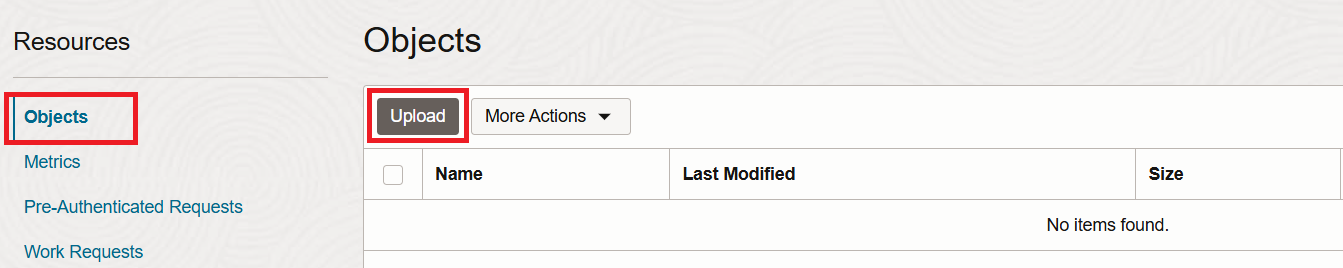 Resources
Objects
Metrics
Pre-Authenticated Requests
Work Requests
Objects
Upload More Actions
Name Last Modified Size
No items found.